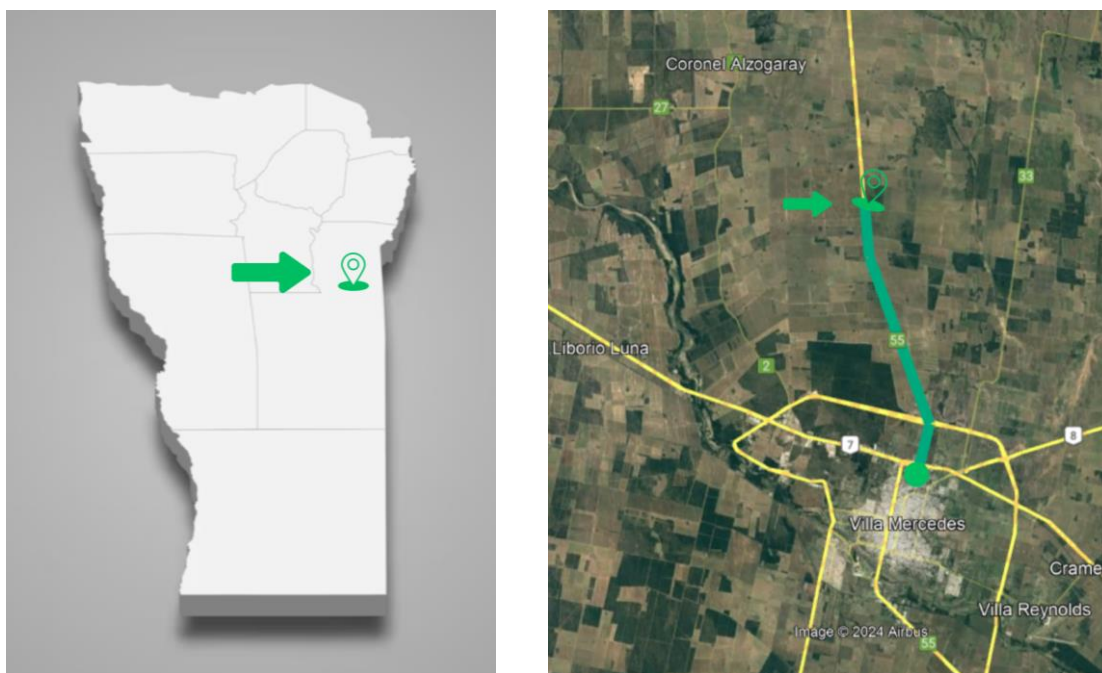 Coronel Alzogaray
27
33
Liborio Luna
55
2
7
8
Villa Mercedes
Crame
Villa Reynolds
Image © 2024 Airbus
55